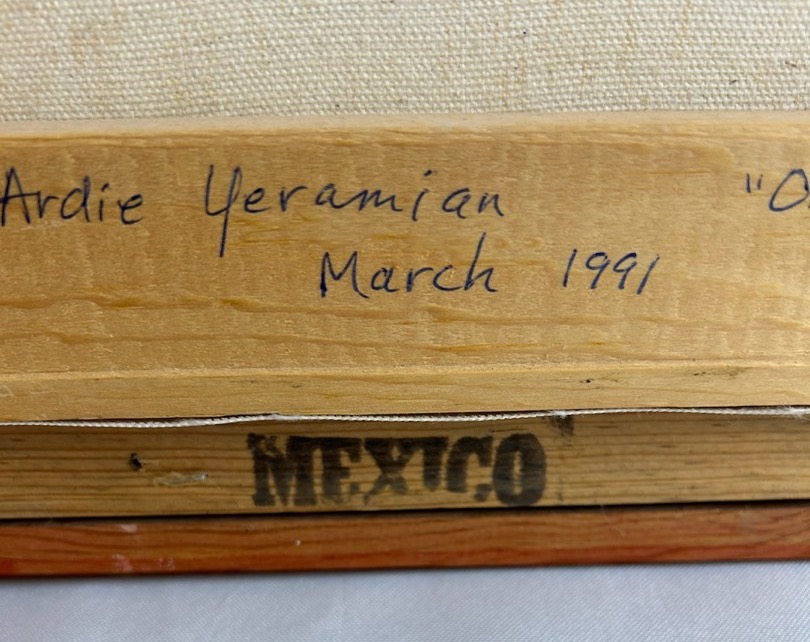 Ardie Yeramian
March 1991
MEXICO